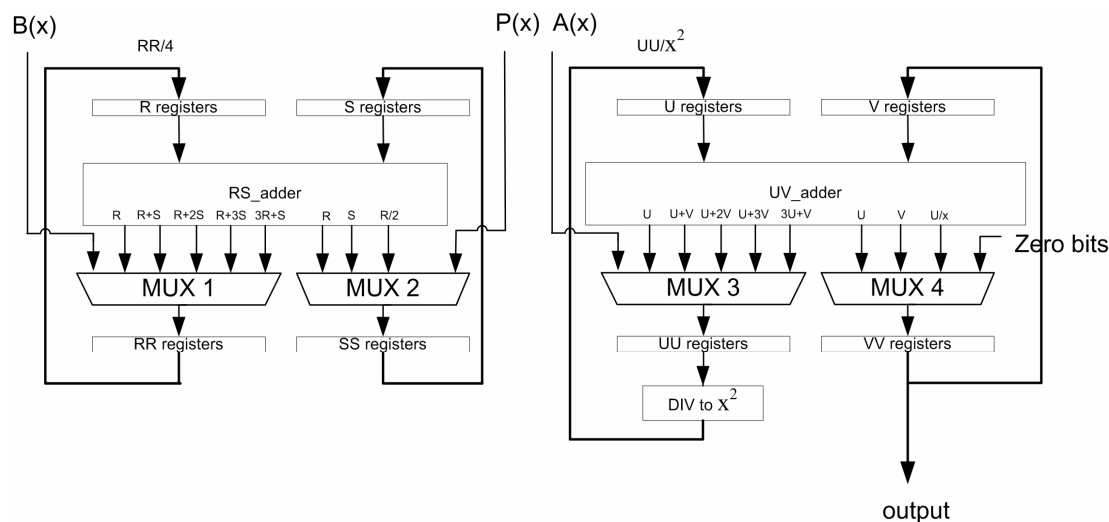 B(x) P(x) A(x)
RR/4 UU/x²
R registers S registers U registers V registers
RS_adder UV_adder
R R+S R+2S R+3S 3R+S R S R/2 U U+V U+2V U+3V 3U+V U V U/x
Zero bits
MUX 1 MUX 2 MUX 3 MUX 4
RR registers SS registers UU registers VV registers
DIV to x²
output